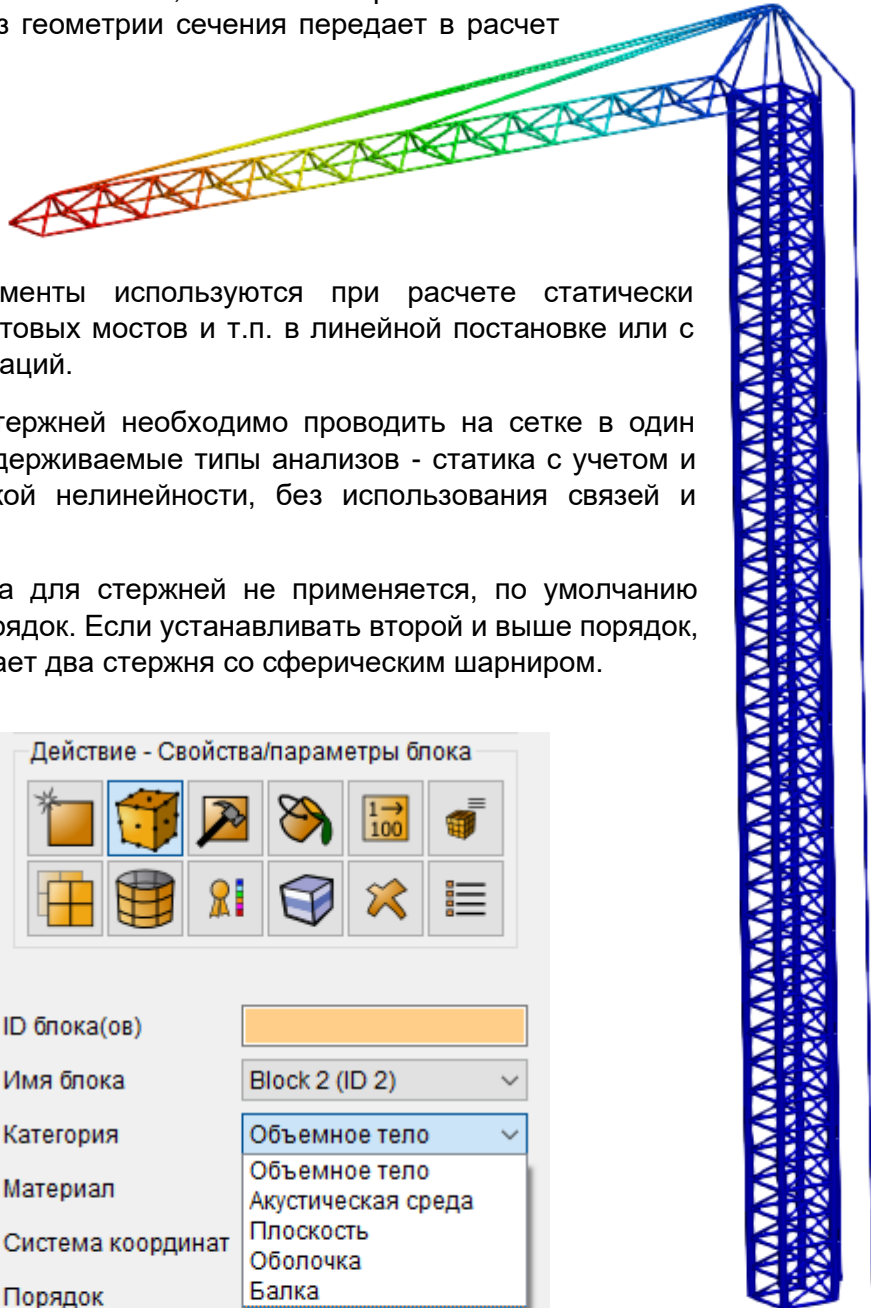 з геометрии сечения передает в расчет
менты используются при расчете статически
товых мостов и т.п. в линейной постановке или с
аций.
тержней необходимо проводить на сетке в один
держиваемые типы анализов - статика с учетом и
кой нелинейности, без использования связей и
а для стержней не применяется, по умолчанию
рядок. Если устанавливать второй и выше порядок,
ает два стержня со сферическим шарниром.
Действие - Свойства/параметры блока
1→
100
ID блока(ов)
Имя блока Block 2 (ID 2)
Категория Объемное тело
Объемное тело
Материал
Акустическая среда
Плоскость
Система координат
Оболочка
Порядок Балка